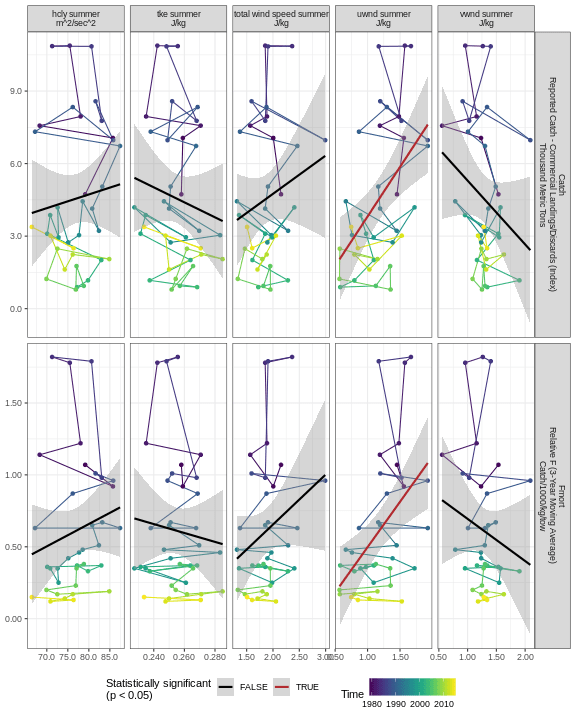 hcly summer
m^2/sec^2
tke summer
J/kg
total wind speed summer
J/kg
uwnd summer
J/kg
vwnd summer
J/kg
9.0
6.0
3.0
0.0
Catch
Reported Catch - Commercial Landings/Discards (Index)
Thousand Metric Tons
1.50
1.00
0.50
0.00
Fmort
Relative F (3-Year Moving Average)
Catch/1000/kg/tow
70.0 75.0 80.0 85.0
0.240 0.260 0.280
1.50 2.00 2.50
1.00 1.50
0.50 1.00 1.50 2.00
Statistically significant
(p < 0.05)
FALSE
TRUE
Time
1980 1990 2000 2010